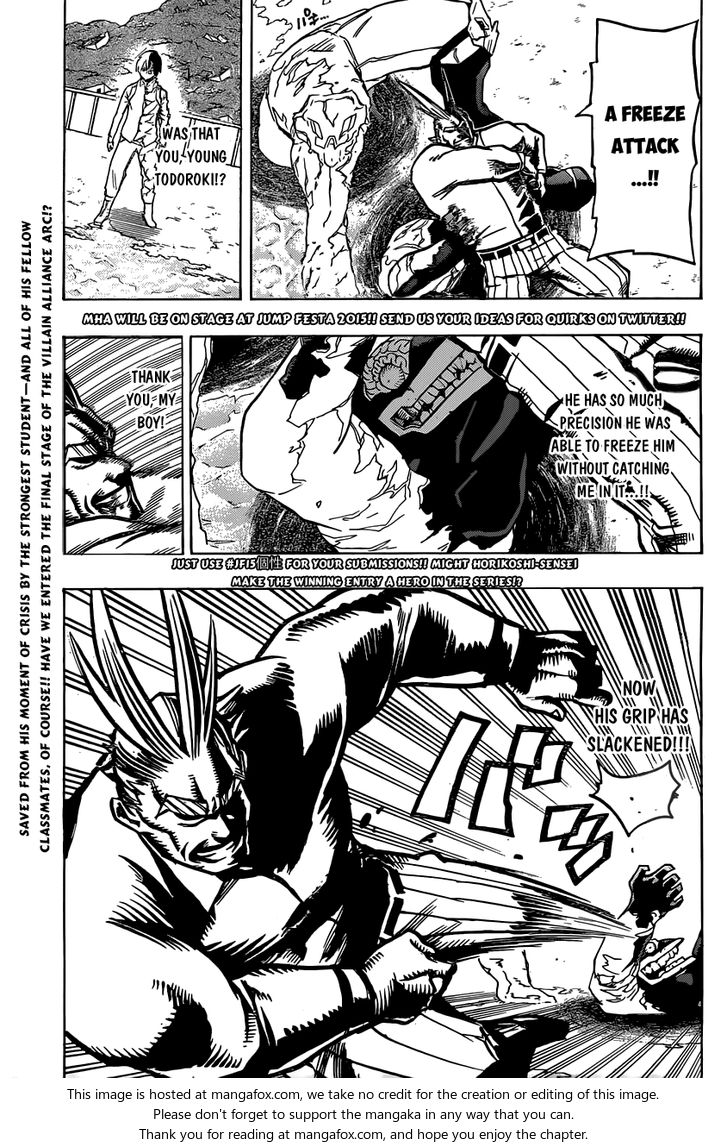 パキ…
A FREEZE
ATTACK
...!!
WAS THAT
YOU, YOUNG
TODOROKI!?
MHA WILL BE ON STAGE AT JUMP FESTA 2015!! SEND US YOUR IDEAS FOR QUIRKS ON TWITTER!!
HE HAS SO MUCH
PRECISION HE WAS
ABLE TO FREEZE HIM
WITHOUT CATCHING
ME IN IT...!!
THANK
YOU, MY
BOY!
JUST USE #JF15個性 FOR YOUR SUBMISSIONS!! MIGHT HORIKOSHI-SENSEI
MAKE THE WINNING ENTRY A HERO IN THE SERIES!?
NOW
HIS GRIP HAS
SLACKENED!!!
バッ
SAVED FROM HIS MOMENT OF CRISIS BY THE STRONGEST STUDENT—AND ALL OF HIS FELLOW
CLASSMATES, OF COURSE!! HAVE WE ENTERED THE FINAL STAGE OF THE VILLAIN ALLIANCE ARC!?
This image is hosted at mangafox.com, we take no credit for the creation or editing of this image.
Please don't forget to support the mangaka in any way that you can.
Thank you for reading at mangafox.com, and hope you enjoy the chapter.